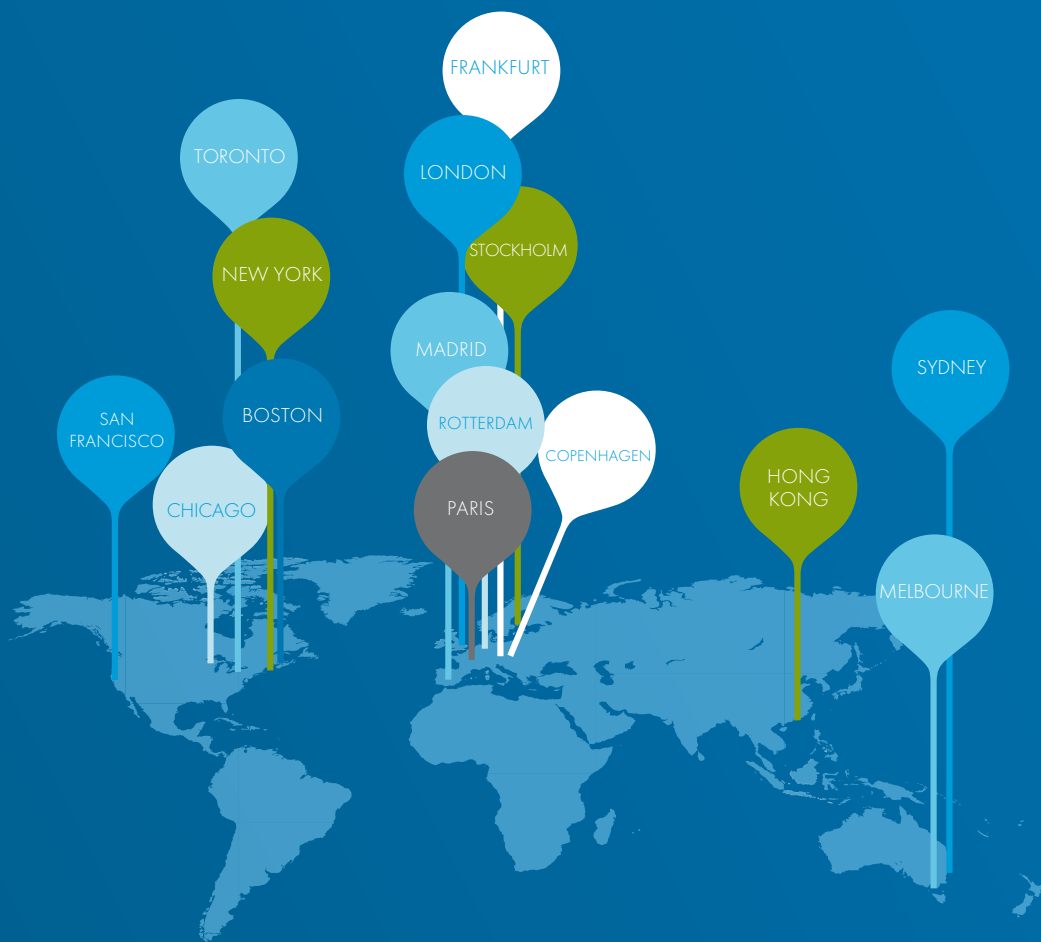 FRANKFURT
TORONTO
LONDON
STOCKHOLM
NEW YORK
MADRID
SYDNEY
BOSTON
SAN
FRANCISCO
ROTTERDAM
COPENHAGEN
HONG
KONG
CHICAGO
PARIS
MELBOURNE